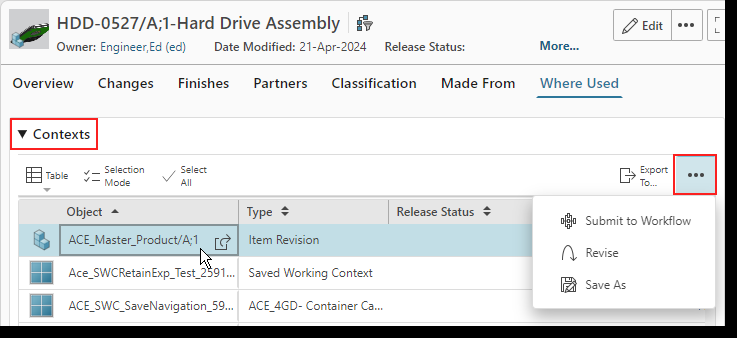 HDD-0527/A;1-Hard Drive Assembly
Owner: Engineer,Ed (ed) Date Modified: 21-Apr-2024 Release Status: More...
Edit
Overview Changes Finishes Partners Classification Made From Where Used
Contexts
Table
Selection
Mode
Select
All
Export
To...
Object Type Release Status
ACE_Master_Product/A;1 Item Revision
Ace_SWCRetainExp_Test_2591... Saved Working Context
ACE_SWC_SaveNavigation_59... ACE_4GD- Container Ca...
Submit to Workflow
Revise
Save As